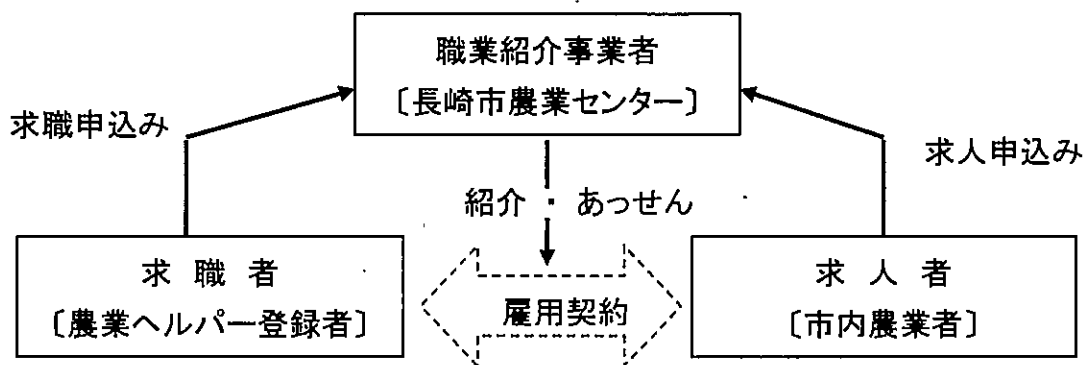 職業紹介事業者
〔長崎市農業センター〕
求職申込み
求人申込み
紹介・あっせん
求職者
〔農業ヘルパー登録者〕
雇用契約
求人者
〔市内農業者〕